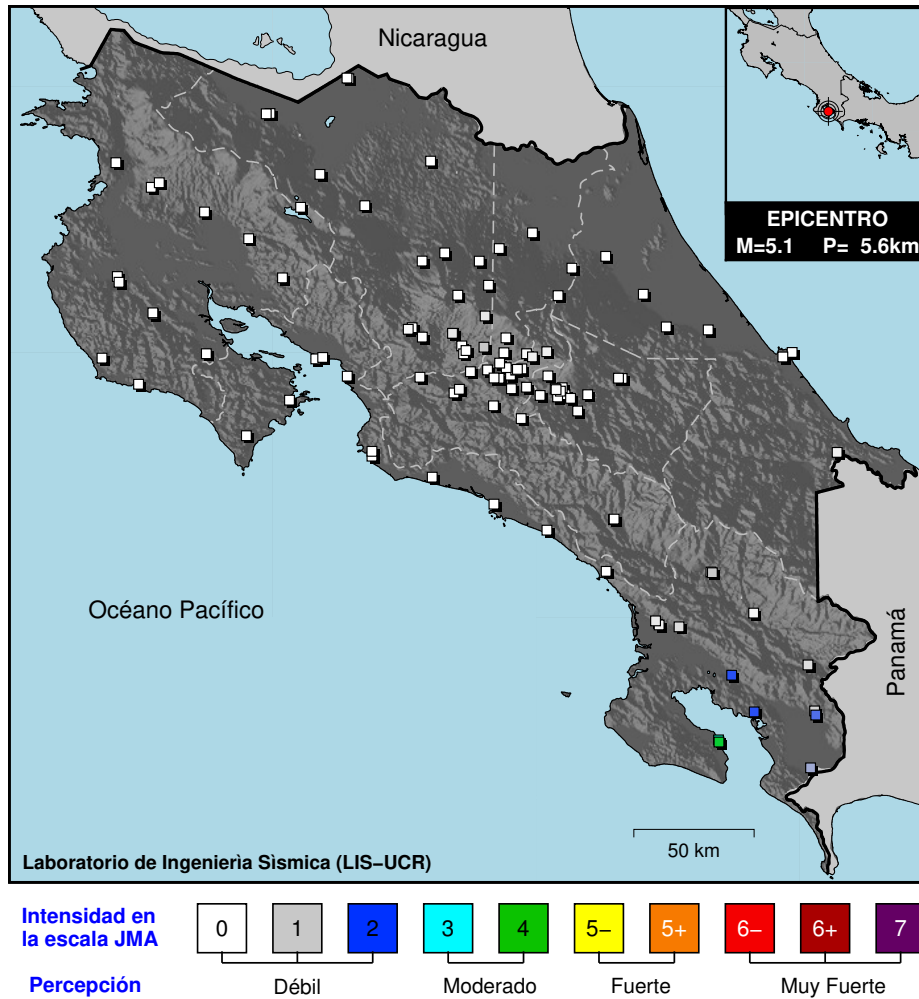 Nicaragua
EPICENTRO
M=5.1 P= 5.6km
Océano Pacífico
Panamá
50 km
Laboratorio de Ingenierìa Sìsmica (LIS–UCR)
Intensidad en
la escala JMA
0 1 2 3 4 5– 5+ 6– 6+ 7
Percepción Débil Moderado Fuerte Muy Fuerte